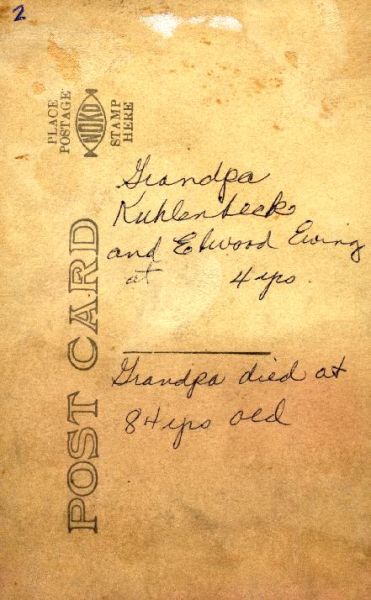 2
PLACE
POSTAGE
NOKO
STAMP
HERE
POST CARD
Grandpa
Kuhlenbeck
and Elwood Ewing
at 4 yrs.
Grandpa died at
84 yrs old